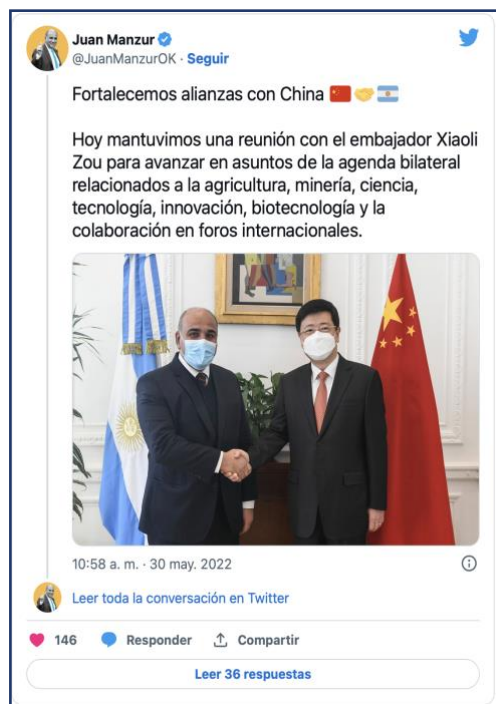 Juan Manzur
@JuanManzurOK · Seguir
Fortalecemos alianzas con China 🇨🇳🤝🇦🇷
Hoy mantuvimos una reunión con el embajador Xiaoli
Zou para avanzar en asuntos de la agenda bilateral
relacionados a la agricultura, minería, ciencia,
tecnología, innovación, biotecnología y la
colaboración en foros internacionales.
10:58 a. m. · 30 may. 2022
Leer toda la conversación en Twitter
146 Responder Compartir
Leer 36 respuestas